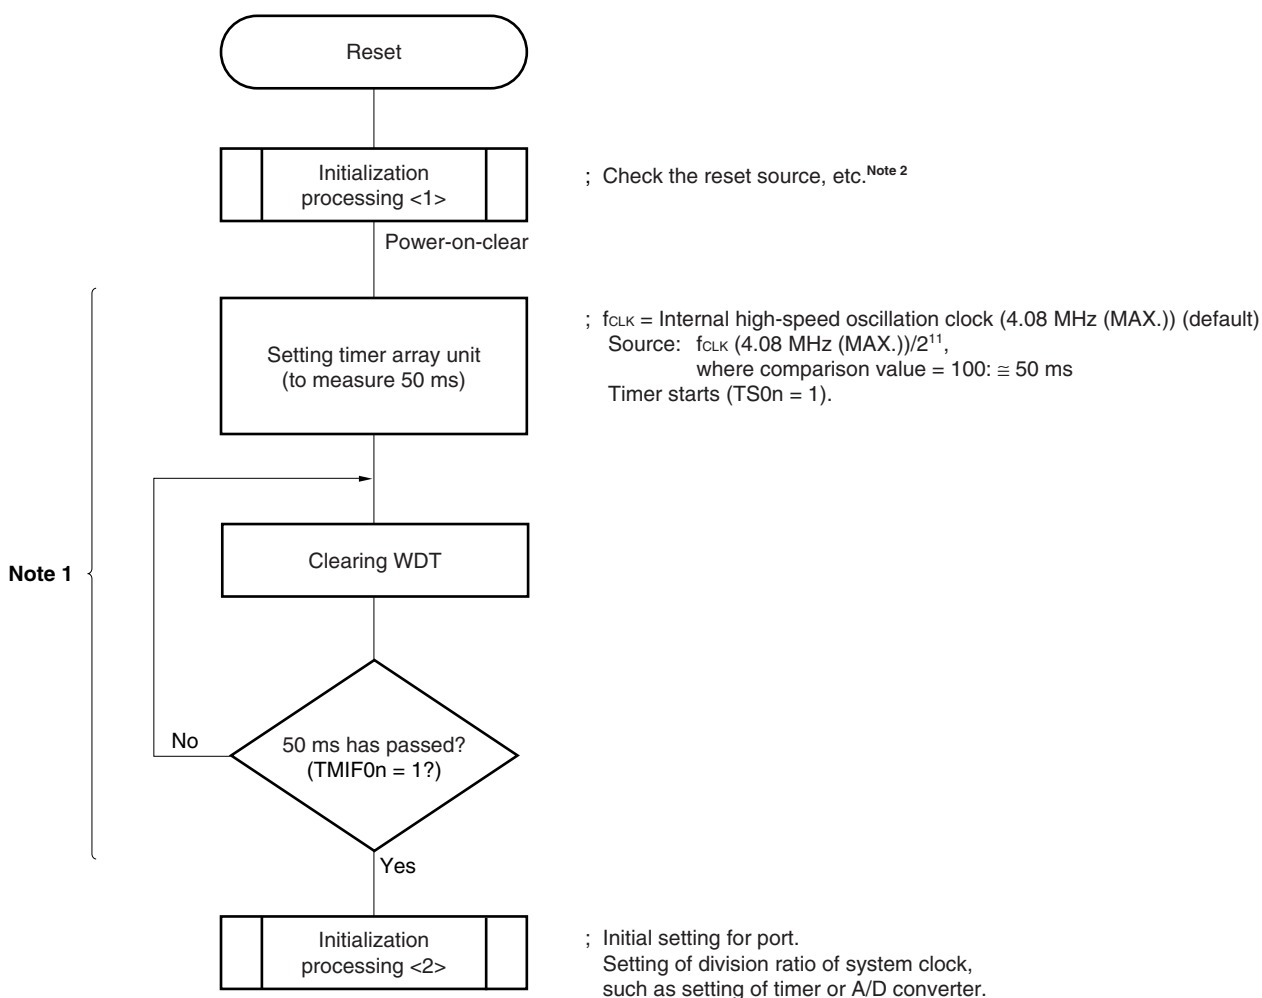 Reset
Initialization
processing <1>
; Check the reset source, etc.Note 2
Power-on-clear
Setting timer array unit
(to measure 50 ms)
; fCLK = Internal high-speed oscillation clock (4.08 MHz (MAX.)) (default)
Source: fCLK (4.08 MHz (MAX.))/2¹¹,
where comparison value = 100: ≅ 50 ms
Timer starts (TS0n = 1).
Note 1
Clearing WDT
No
50 ms has passed?
(TMIF0n = 1?)
Yes
Initialization
processing <2>
; Initial setting for port.
Setting of division ratio of system clock,
such as setting of timer or A/D converter.